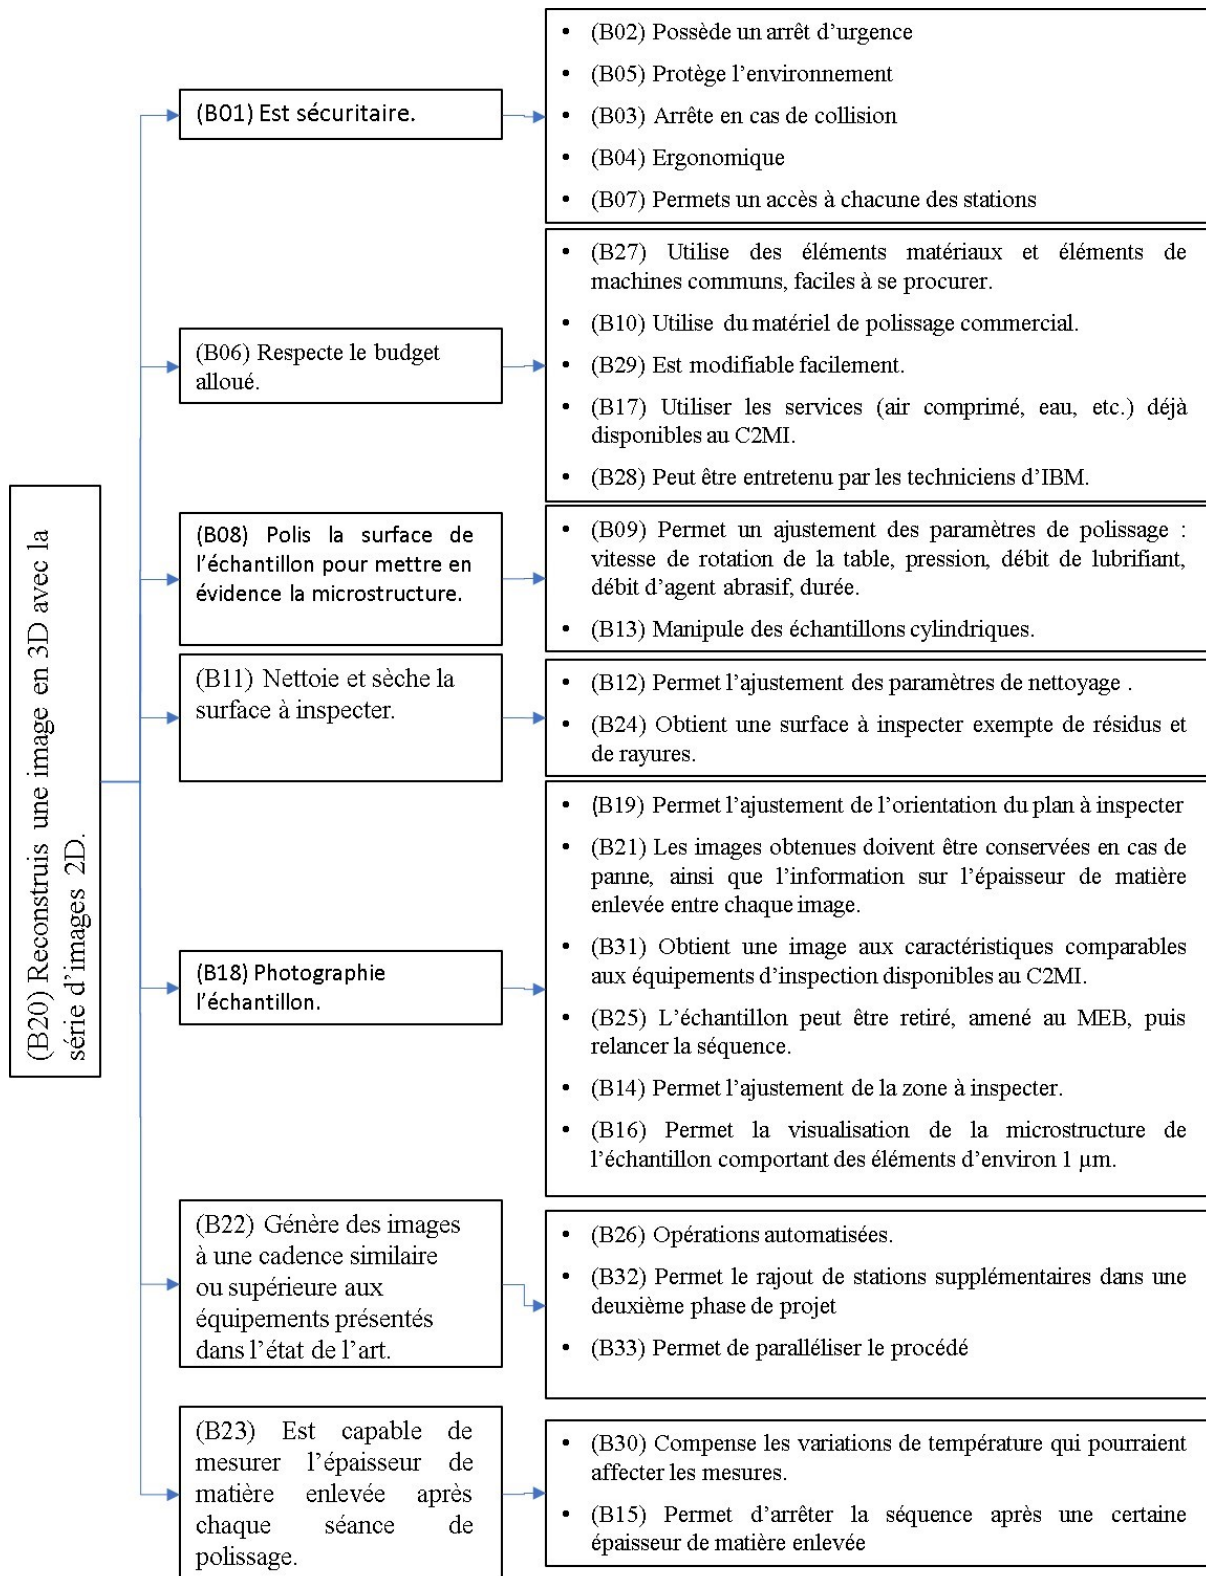 (B20) Reconstruis une image en 3D avec la
série d'images 2D.
(B01) Est sécuritaire.
• (B02) Possède un arrêt d'urgence
• (B05) Protège l'environnement
• (B03) Arrête en cas de collision
• (B04) Ergonomique
• (B07) Permets un accès à chacune des stations
(B06) Respecte le budget
alloué.
• (B27) Utilise des éléments matériaux et éléments de
machines communs, faciles à se procurer.
• (B10) Utilise du matériel de polissage commercial.
• (B29) Est modifiable facilement.
• (B17) Utiliser les services (air comprimé, eau, etc.) déjà
disponibles au C2MI.
• (B28) Peut être entretenu par les techniciens d'IBM.
(B08) Polis la surface de
l'échantillon pour mettre en
évidence la microstructure.
• (B09) Permet un ajustement des paramètres de polissage :
vitesse de rotation de la table, pression, débit de lubrifiant,
débit d'agent abrasif, durée.
• (B13) Manipule des échantillons cylindriques.
(B11) Nettoie et sèche la
surface à inspecter.
• (B12) Permet l'ajustement des paramètres de nettoyage .
• (B24) Obtient une surface à inspecter exempte de résidus et
de rayures.
(B18) Photographie
l'échantillon.
• (B19) Permet l'ajustement de l'orientation du plan à inspecter
• (B21) Les images obtenues doivent être conservées en cas de
panne, ainsi que l'information sur l'épaisseur de matière
enlevée entre chaque image.
• (B31) Obtient une image aux caractéristiques comparables
aux équipements d'inspection disponibles au C2MI.
• (B25) L'échantillon peut être retiré, amené au MEB, puis
relancer la séquence.
• (B14) Permet l'ajustement de la zone à inspecter.
• (B16) Permet la visualisation de la microstructure de
l'échantillon comportant des éléments d'environ 1 µm.
(B22) Génère des images
à une cadence similaire
ou supérieure aux
équipements présentés
dans l'état de l'art.
• (B26) Opérations automatisées.
• (B32) Permet le rajout de stations supplémentaires dans une
deuxième phase de projet
• (B33) Permet de paralléliser le procédé
(B23) Est capable de
mesurer l'épaisseur de
matière enlevée après
chaque séance de
polissage.
• (B30) Compense les variations de température qui pourraient
affecter les mesures.
• (B15) Permet d'arrêter la séquence après une certaine
épaisseur de matière enlevée